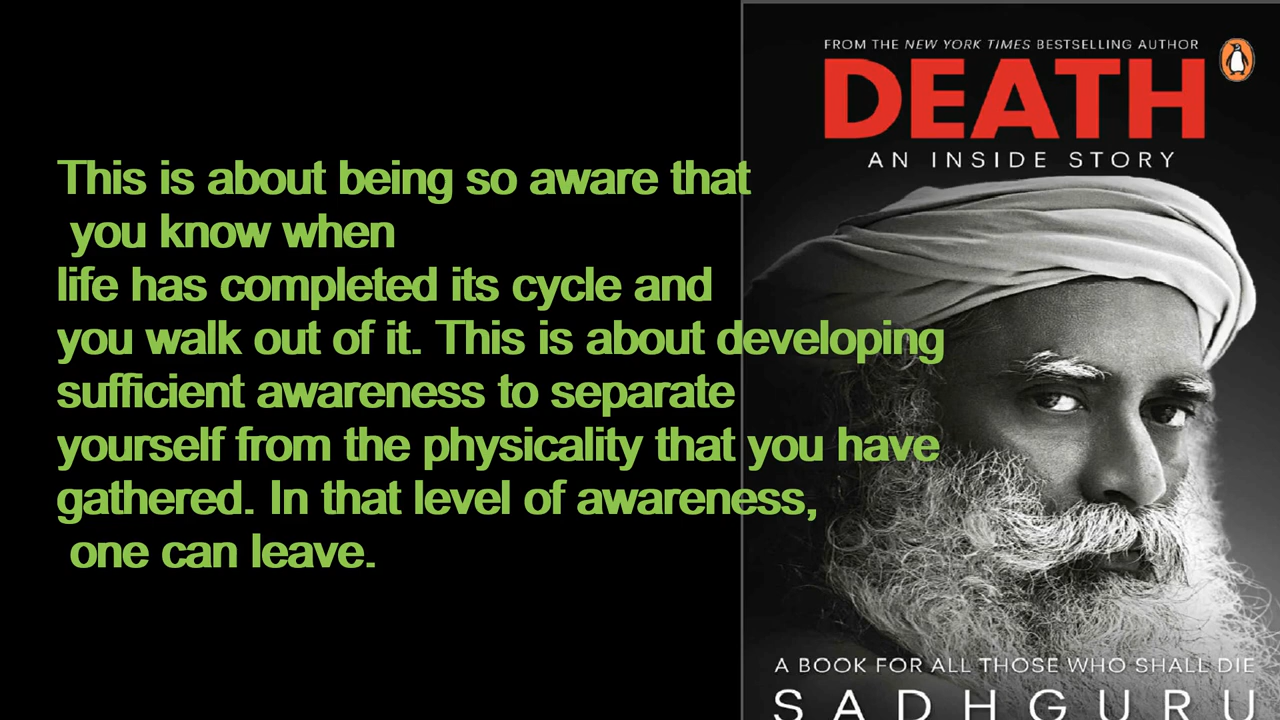 This is about being so aware that
you know when
life has completed its cycle and
you walk out of it. This is about developing
sufficient awareness to separate
yourself from the physicality that you have
gathered. In that level of awareness,
one can leave.
FROM THE NEW YORK TIMES BESTSELLING AUTHOR
DEATH
AN INSIDE STORY
A BOOK FOR ALL THOSE WHO SHALL DIE
SADHGURU